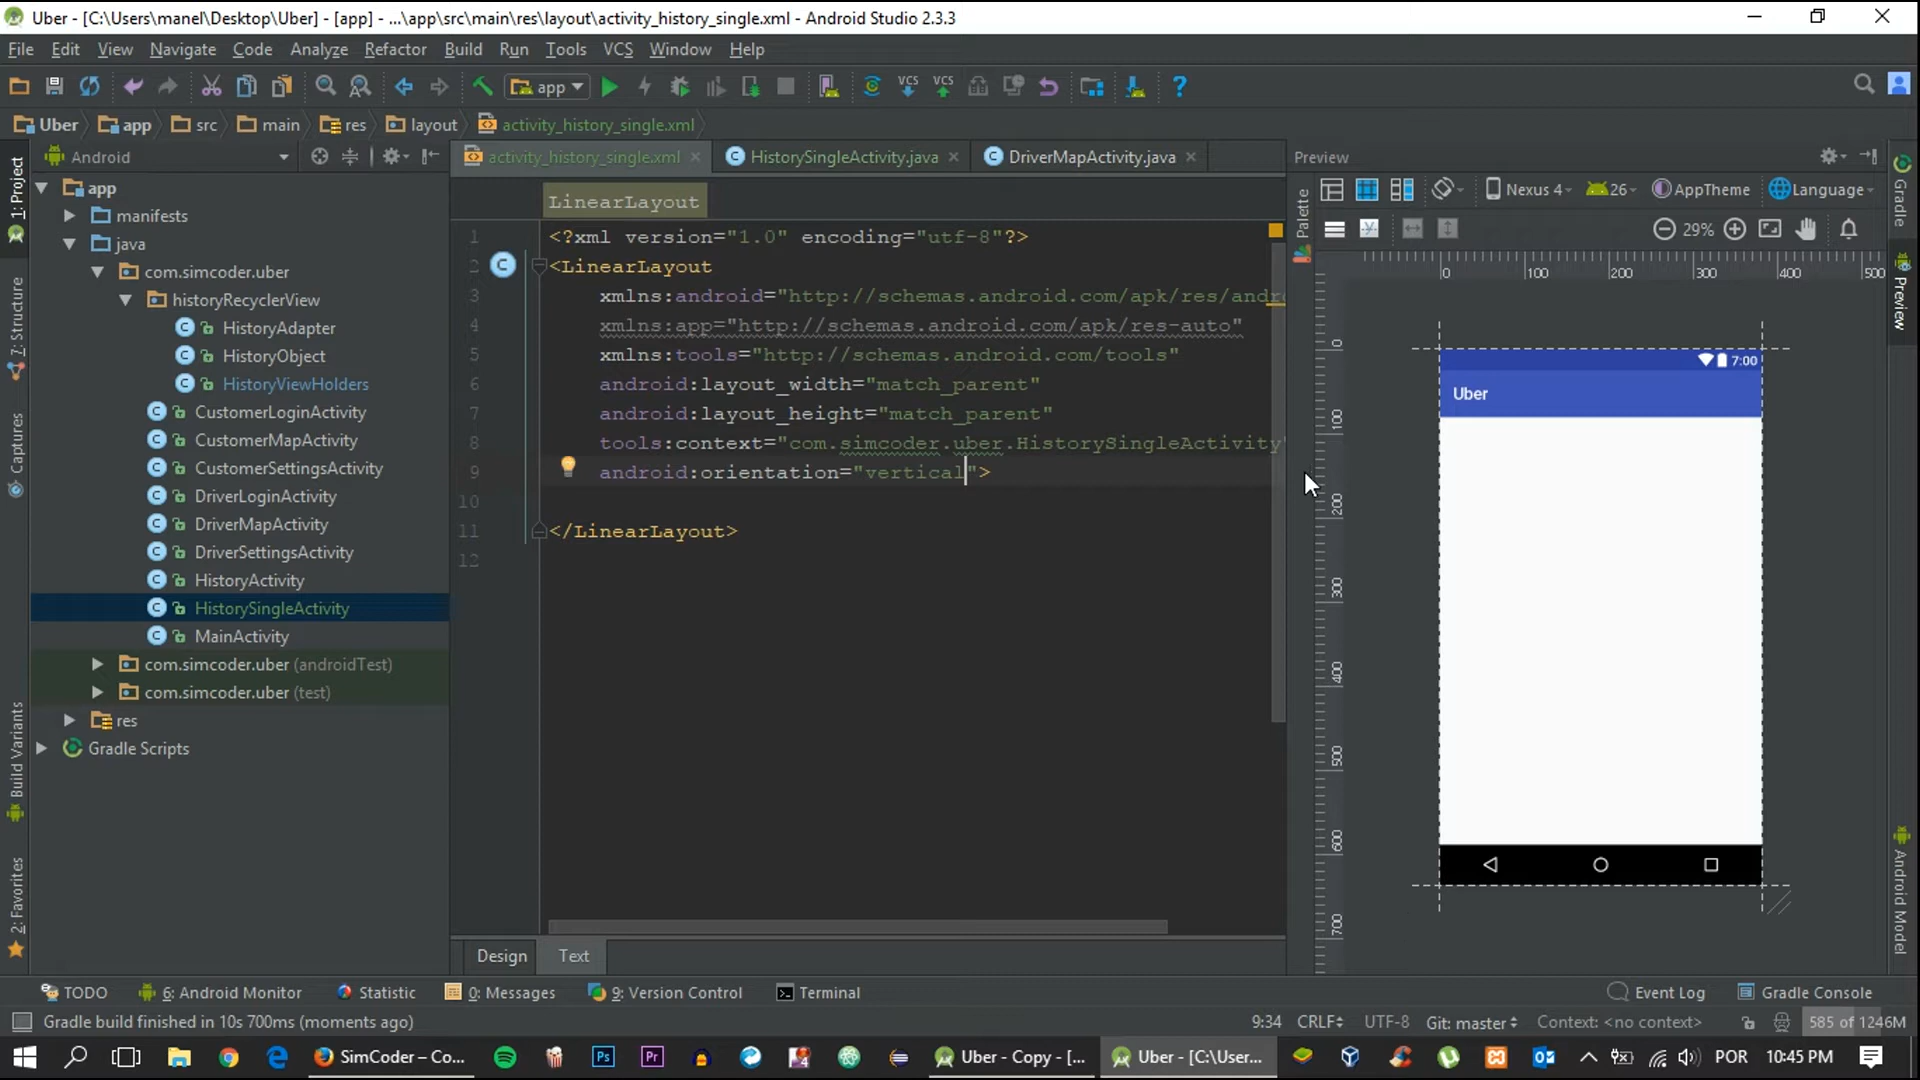 Uber - [C:\Users\manel\Desktop\Uber] - [app] - ...\app\src\main\res\layout\activity_history_single.xml - Android Studio 2.3.3
File Edit View Navigate Code Analyze Refactor Build Run Tools VCS Window Help
app VCS VCS ?
Uber app src main res layout activity_history_single.xml
Android
activity_history_single.xml HistorySingleActivity.java DriverMapActivity.java
Preview
app
manifests
java
com.simcoder.uber
historyRecyclerView
HistoryAdapter
HistoryObject
HistoryViewHolders
CustomerLoginActivity
CustomerMapActivity
CustomerSettingsActivity
DriverLoginActivity
DriverMapActivity
DriverSettingsActivity
HistoryActivity
HistorySingleActivity
MainActivity
com.simcoder.uber (androidTest)
com.simcoder.uber (test)
res
Gradle Scripts
1: Project
7: Structure
Captures
Build Variants
2: Favorites
LinearLayout
1 <?xml version="1.0" encoding="utf-8"?>
2 <LinearLayout
3 xmlns:android="http://schemas.android.com/apk/res/andro
4 xmlns:app="http://schemas.android.com/apk/res-auto"
5 xmlns:tools="http://schemas.android.com/tools"
6 android:layout_width="match_parent"
7 android:layout_height="match_parent"
8 tools:context="com.simcoder.uber.HistorySingleActivity"
9 android:orientation="vertical">
10
11 </LinearLayout>
12
Design Text
Palette
Nexus 4 26 AppTheme Language
29%
0 100 200 300 400 500
0
100
200
300
400
500
600
700
7:00
Uber
Gradle
Preview
Android Model
TODO 6: Android Monitor Statistic 0: Messages 9: Version Control Terminal Event Log Gradle Console
Gradle build finished in 10s 700ms (moments ago) 9:34 CRLF UTF-8 Git: master Context: <no context> 585 of 1246M
SimCoder – Co... Ps Pr Uber - Copy - [... Uber - [C:\User... POR 10:45 PM